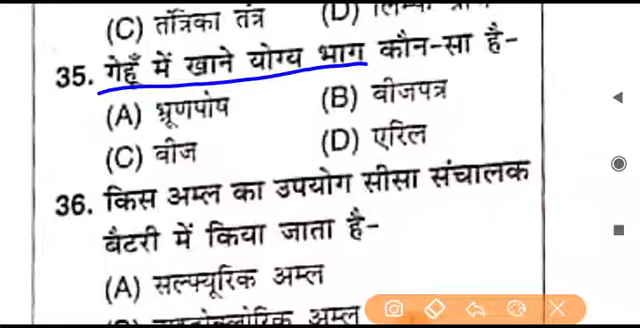 (C) तंत्रिका तंत्र (D)
35. गेहूँ में खाने योग्य भाग कौन-सा है-
(A) भ्रूणपोष (B) बीजपत्र
(C) बीज (D) एरिल
36. किस अम्ल का उपयोग सीसा संचालक
बैटरी में किया जाता है-
(A) सल्फ्यूरिक अम्ल
अम्ल